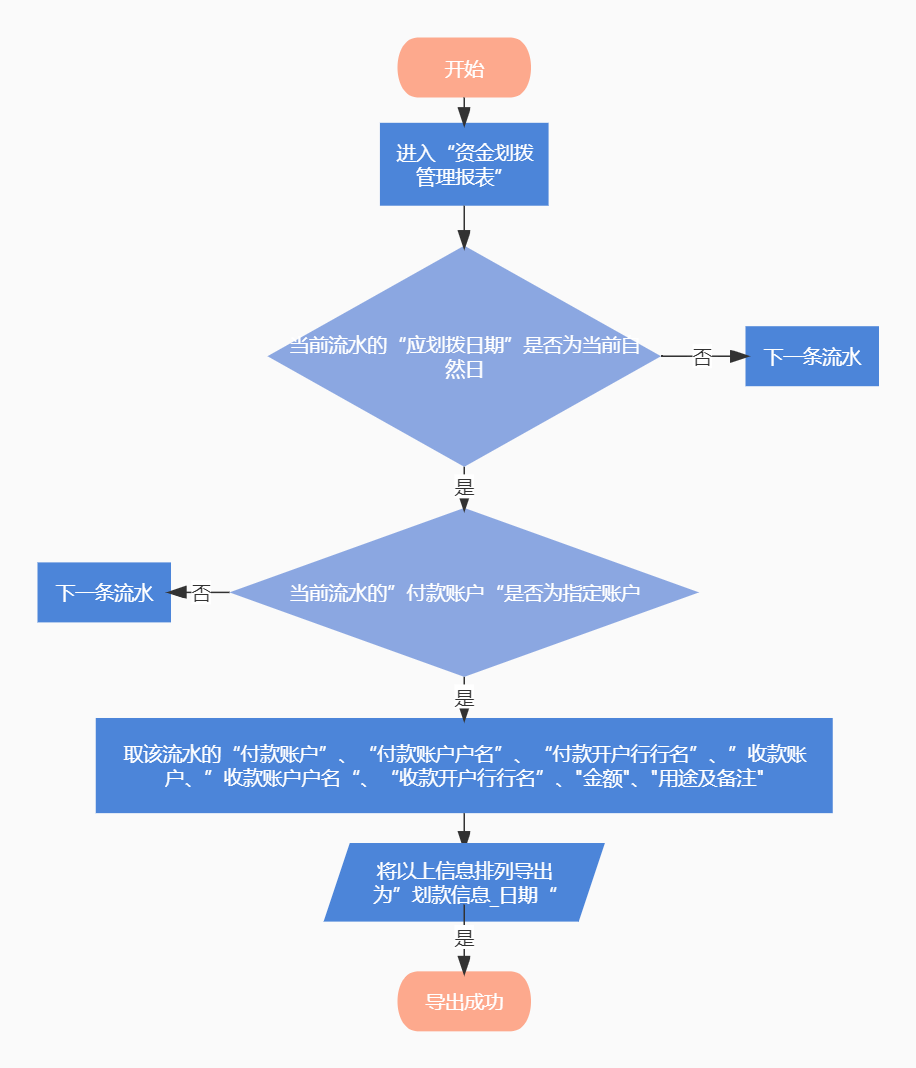 开始
进入“资金划拨
管理报表”
当前流水的“应划拨日期”是否为当前自
然日
否
下一条流水
是
下一条流水
否
当前流水的”付款账户“是否为指定账户
是
取该流水的“付款账户”、“付款账户户名”、“付款开户行行名”、”收款账
户、”收款账户户名“、“收款开户行行名”、"金额"、"用途及备注"
将以上信息排列导出
为”划款信息_日期“
是
导出成功